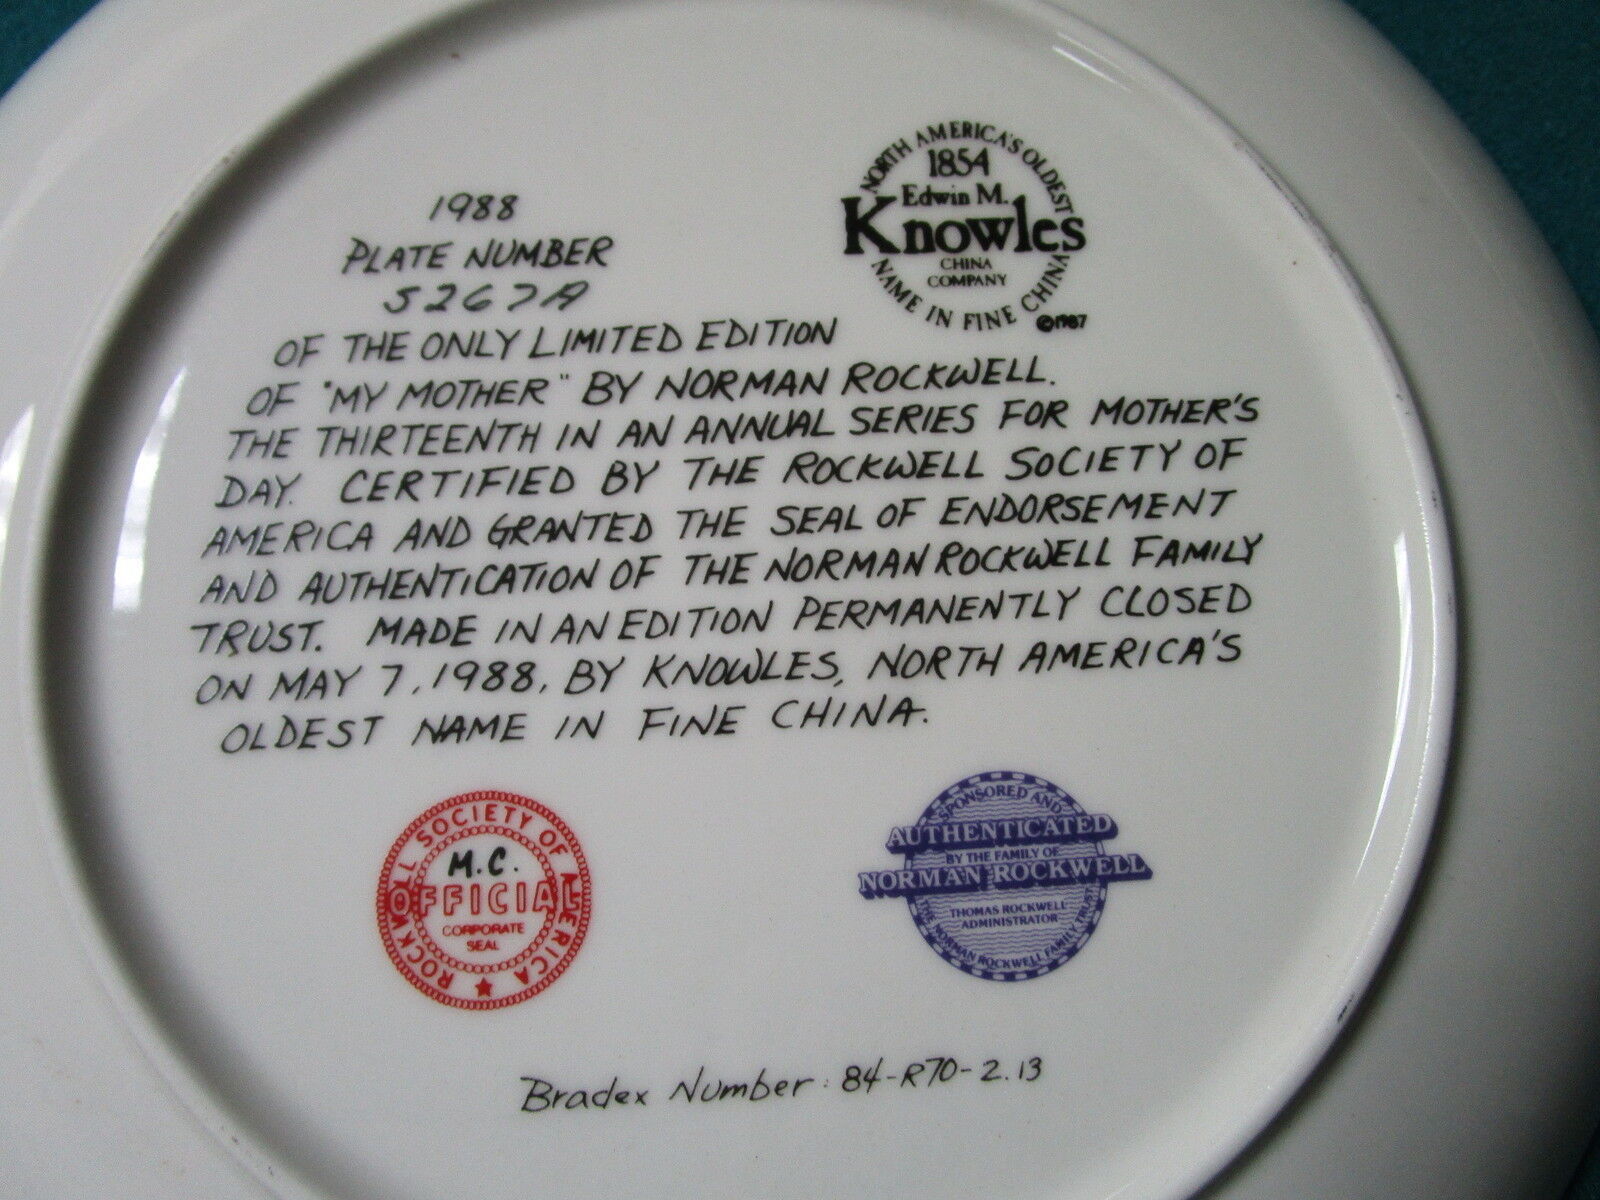 NORTH AMERICA'S OLDEST
1854
Edwin M.
Knowles
CHINA
COMPANY
NAME IN FINE CHINA
©1987
1988
PLATE NUMBER
5267A
OF THE ONLY LIMITED EDITION
OF "MY MOTHER" BY NORMAN ROCKWELL.
THE THIRTEENTH IN AN ANNUAL SERIES FOR MOTHER'S
DAY. CERTIFIED BY THE ROCKWELL SOCIETY OF
AMERICA AND GRANTED THE SEAL OF ENDORSEMENT
AND AUTHENTICATION OF THE NORMAN ROCKWELL FAMILY
TRUST. MADE IN AN EDITION PERMANENTLY CLOSED
ON MAY 7, 1988, BY KNOWLES, NORTH AMERICA'S
OLDEST NAME IN FINE CHINA.
ROCKWELL SOCIETY OF AMERICA
M.C.
OFFICIAL
CORPORATE
SEAL
SPONSORED AND
AUTHENTICATED
BY THE FAMILY OF
NORMAN ROCKWELL
THOMAS ROCKWELL
ADMINISTRATOR
THE NORMAN ROCKWELL FAMILY TRUST
Bradex Number: 84-R70-2.13